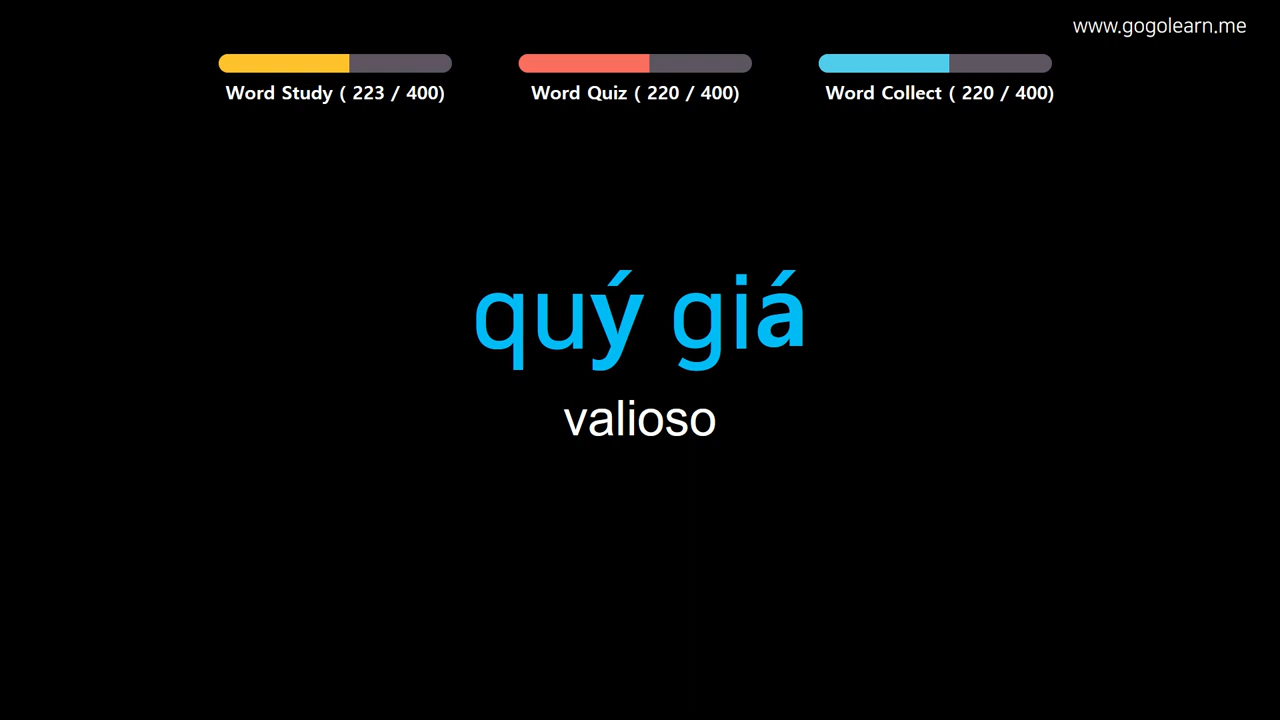 www.gogolearn.me
Word Study ( 223 / 400)
Word Quiz ( 220 / 400)
Word Collect ( 220 / 400)
quý giá
valioso